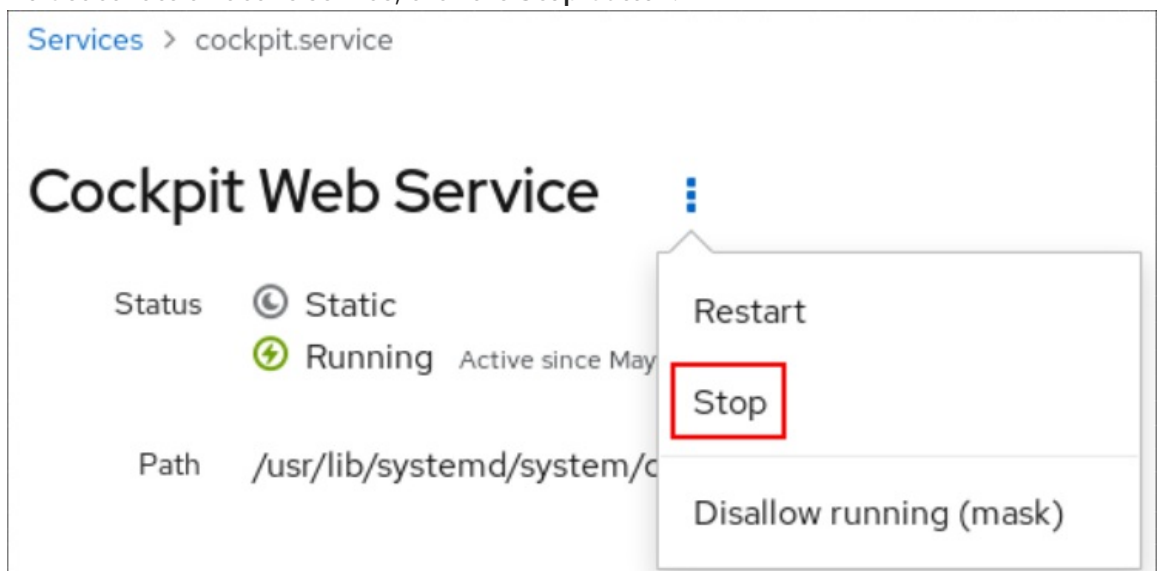 Services > cockpit.service
Cockpit Web Service
Status Static
Running Active since May
Path /usr/lib/systemd/system/c
Restart
Stop
Disallow running (mask)